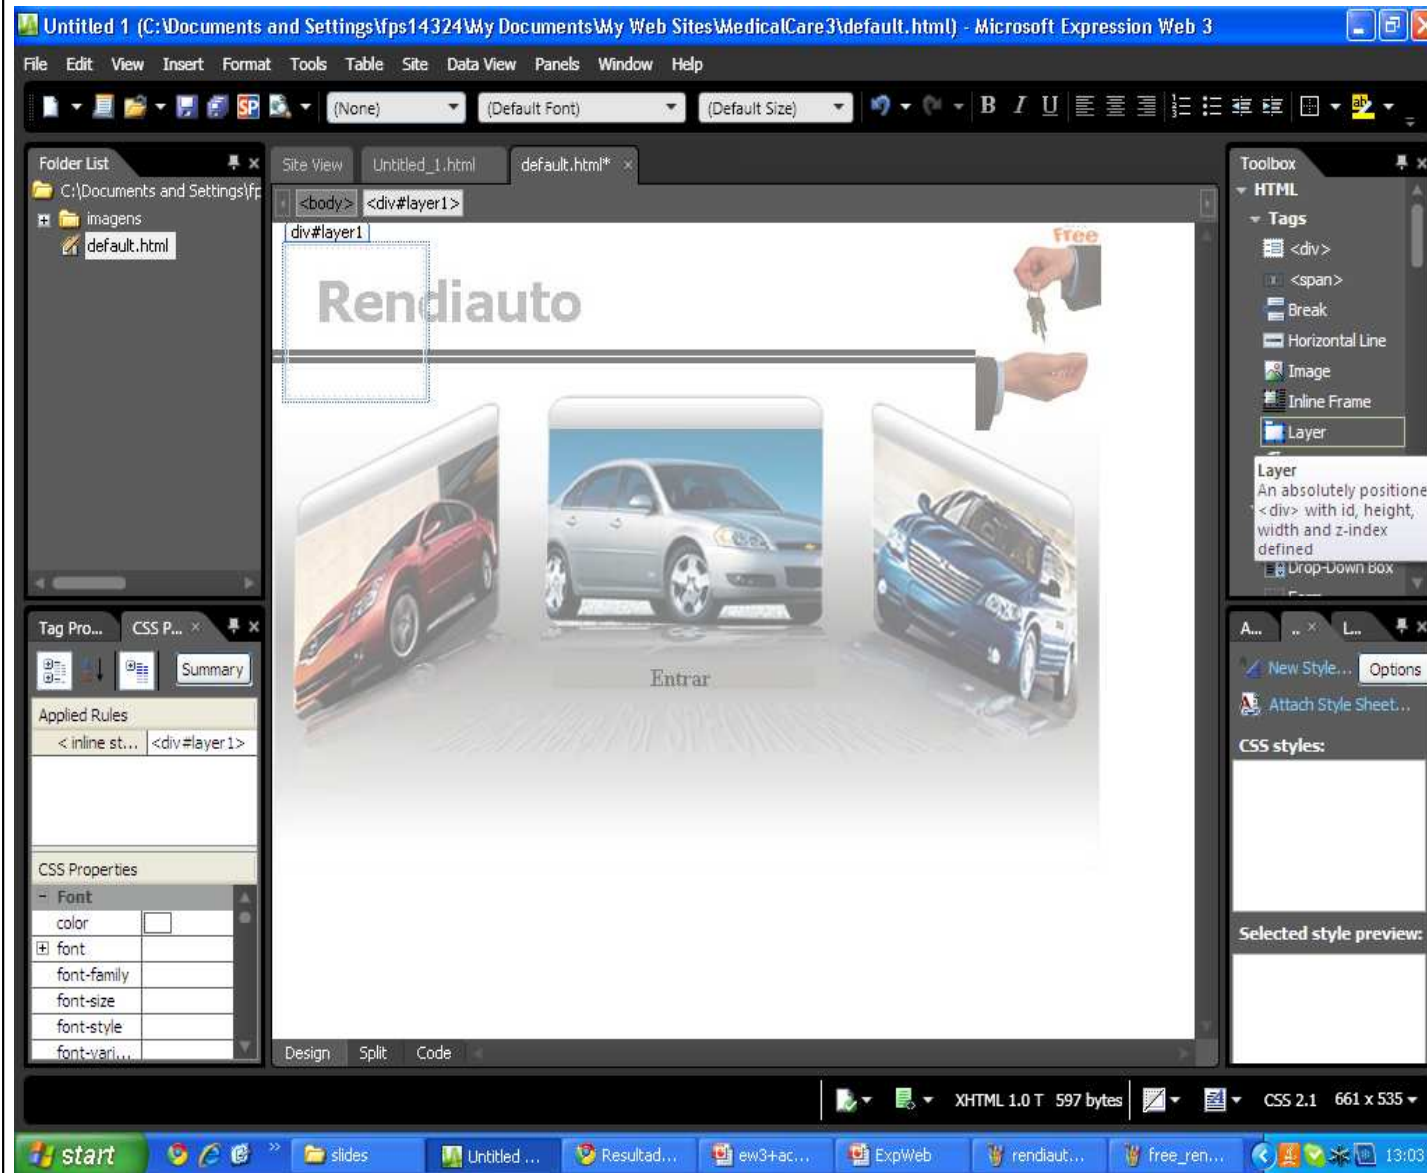 Untitled 1 (C:\Documents and Settings\fps14324\My Documents\My Web Sites\MedicalCare3\default.html) - Microsoft Expression Web 3
File Edit View Insert Format Tools Table Site Data View Panels Window Help
(None) (Default Font) (Default Size) B I U
Folder List
C:\Documents and Settings\fp
imagens
default.html
Site View Untitled_1.html default.html*
<body> <div#layer1>
div#layer1
Free
Rendiauto
Entrar
Toolbox
HTML
Tags
<div>
<span>
Break
Horizontal Line
Image
Inline Frame
Layer
Layer
An absolutely positione
<div> with id, height,
width and z-index
defined
Drop-Down Box
Tag Pro... CSS P...
Summary
Applied Rules
<inline st... <div#layer1>
CSS Properties
Font
color
font
font-family
font-size
font-style
font-vari...
A... .. L...
New Style... Options
Attach Style Sheet...
CSS styles:
Selected style preview:
Design Split Code
XHTML 1.0 T 597 bytes CSS 2.1 661 x 535
start slides Untitled ... Resultad... ew3+ac... ExpWeb rendiaut... free_ren... 13:03